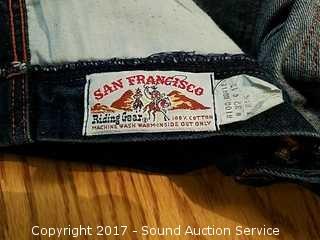 SAN FRANCISCO
Riding Gear
100% COTTON
MACHINE WASH WARM INSIDE OUT ONLY
Copyright 2017 - Sound Auction Service